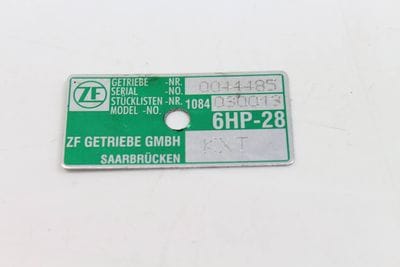 ZF
GETRIEBE -NR. 0044485
SERIAL -NO.
STÜCKLISTEN -NR. 1084 030013
MODEL -NO.
6HP-28
ZF GETRIEBE GMBH KXT
SAARBRÜCKEN